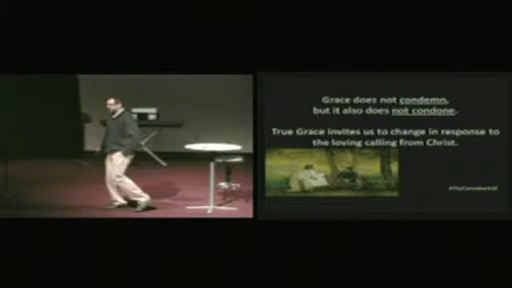 Grace does not condemn,
but it also does not condone.
True Grace invites us to change in response to
the loving calling from Christ.